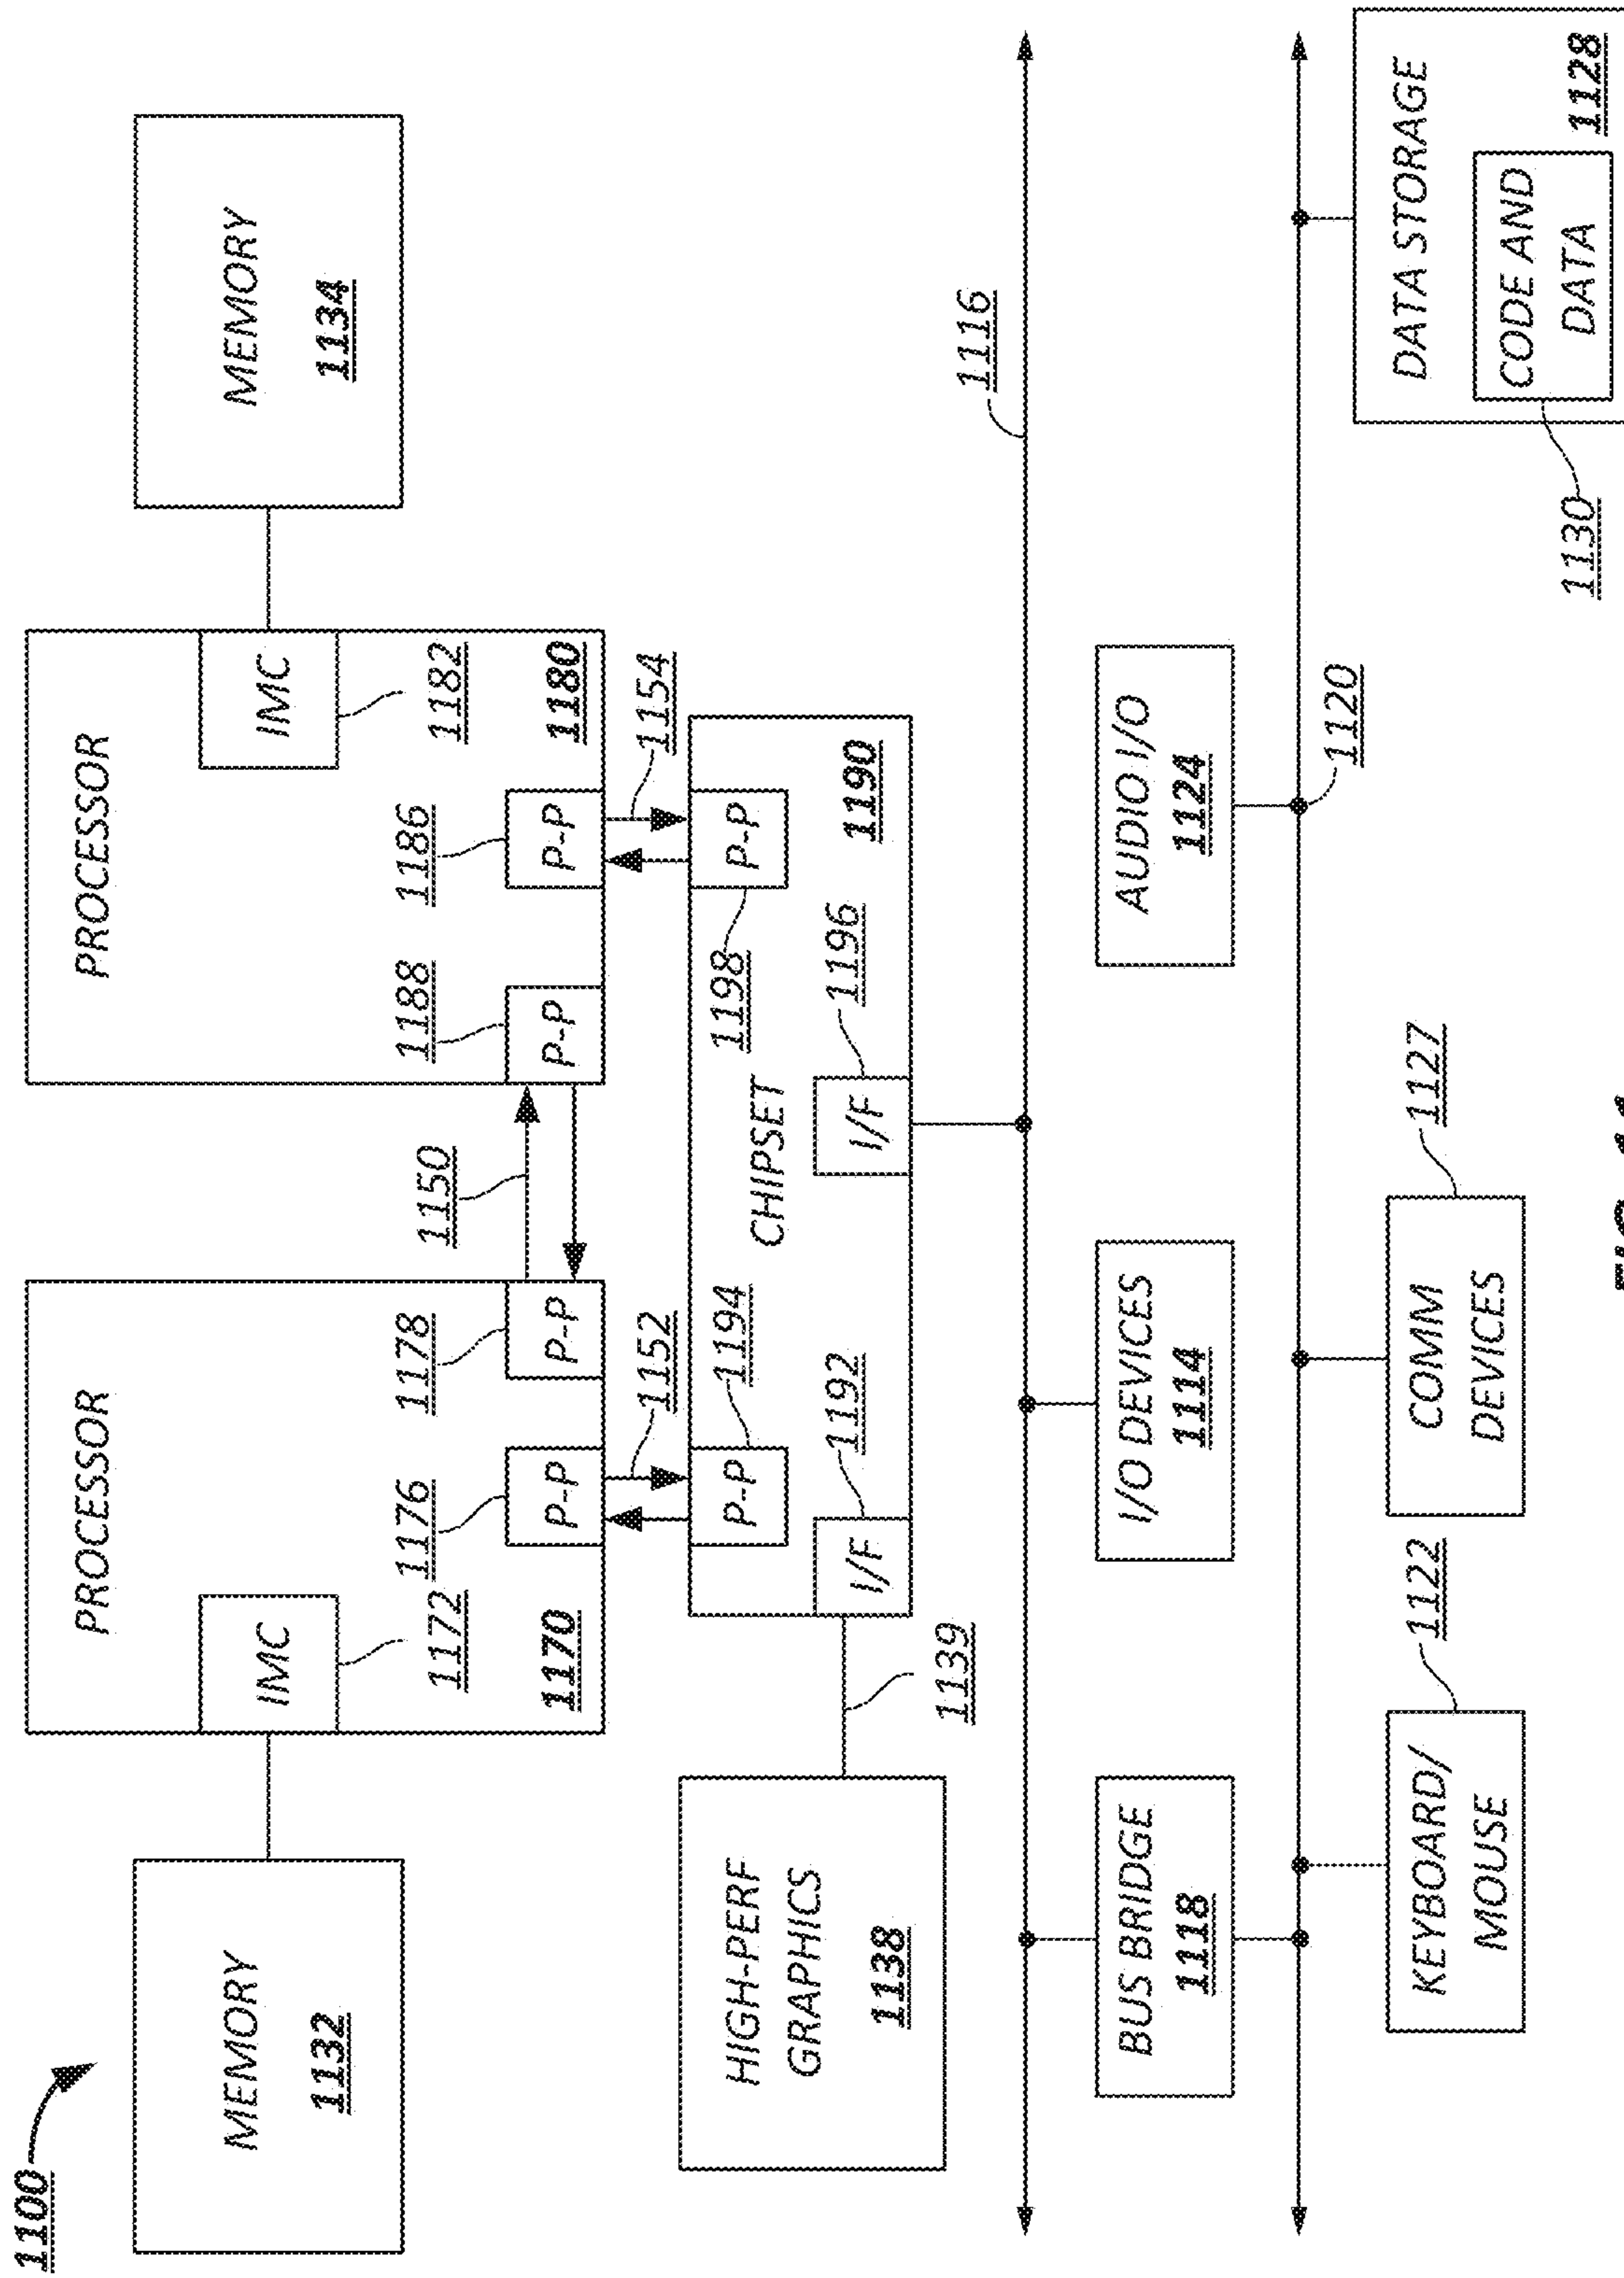 1100
MEMORY
1132
PROCESSOR
IMC
1172
1170
1176
P-P
1178
P-P
1150
PROCESSOR
1188
P-P
1186
P-P
IMC
1182
1180
MEMORY
1134
1152
1154
HIGH-PERF
GRAPHICS
1138
1139
P-P
1194
I/F
1192
CHIPSET
1198
P-P
I/F
1196
1190
1116
BUS BRIDGE
1118
I/O DEVICES
1114
AUDIO I/O
1124
1120
KEYBOARD/
MOUSE
1122
COMM
DEVICES
1127
DATA STORAGE
CODE AND
DATA
1128
1130